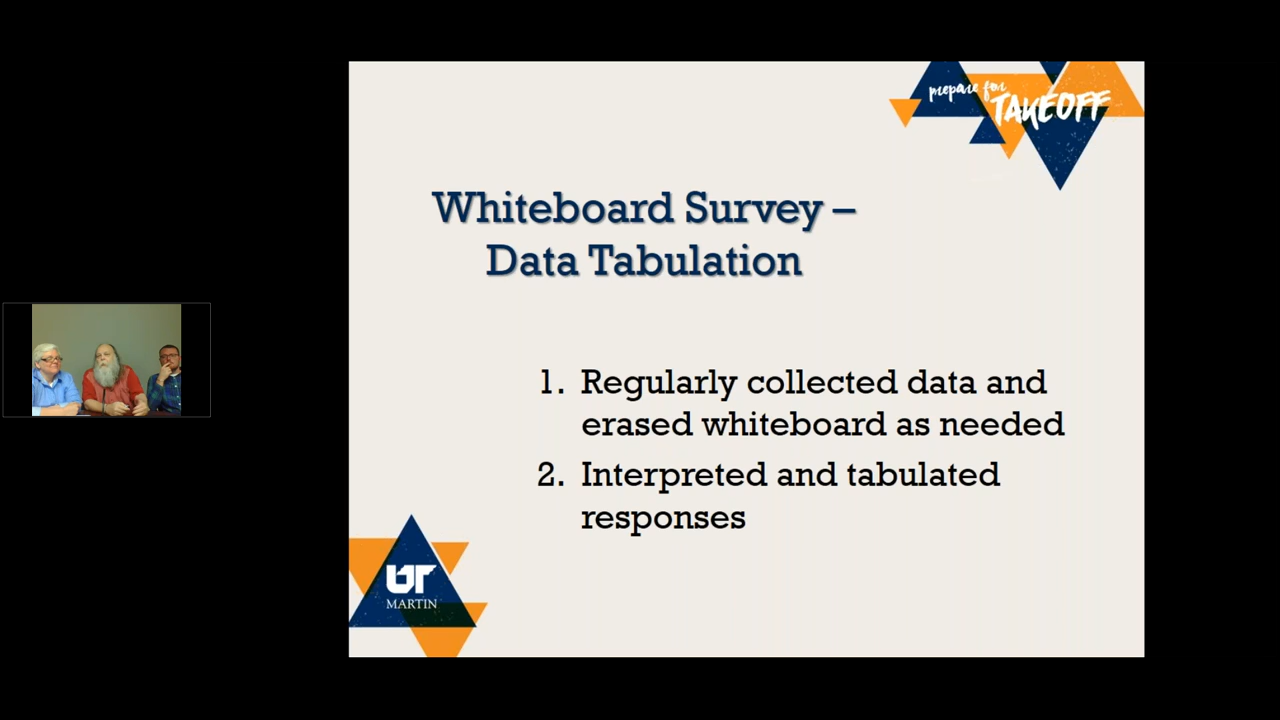 prepare for
TAKEOFF
Whiteboard Survey –
Data Tabulation
1. Regularly collected data and
erased whiteboard as needed
2. Interpreted and tabulated
responses
UT
MARTIN